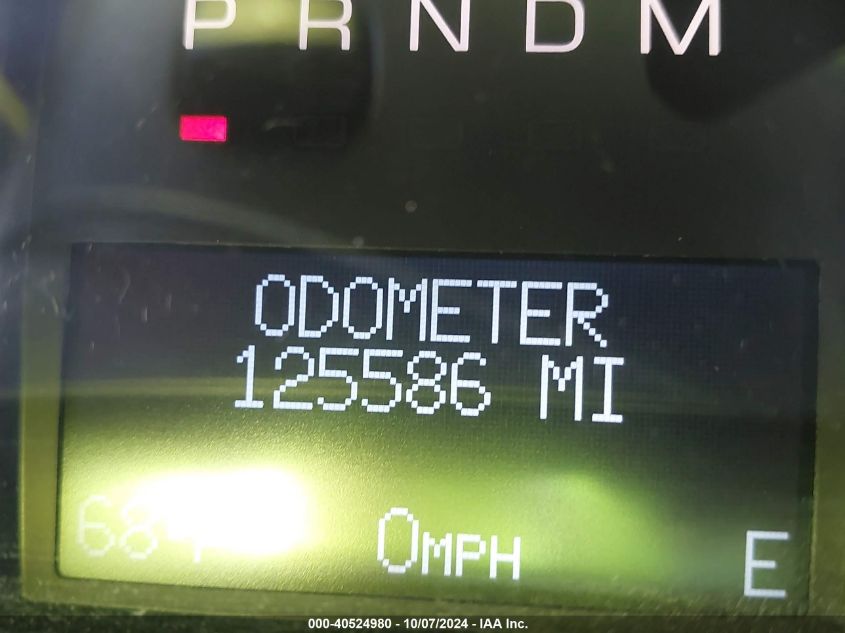 P R N D M
ODOMETER
125586 MI
0MPH E
000-40524980 - 10/07/2024 - IAA Inc.